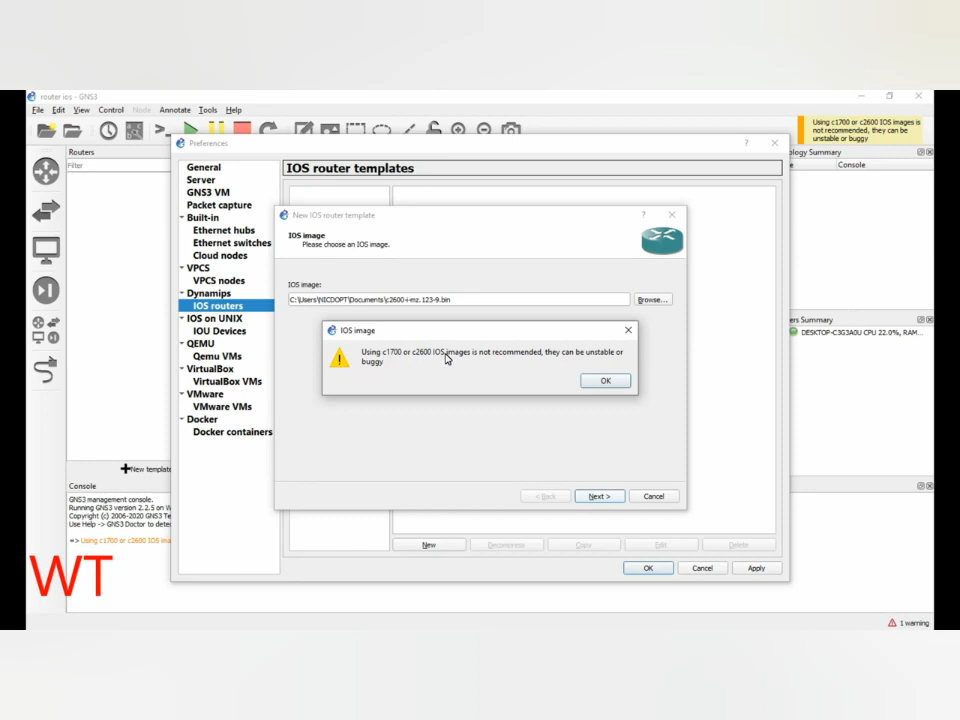 router ios - GNS3
File Edit View Control Node Annotate Tools Help
Using c1700 or c2600 IOS images is
not recommended, they can be
unstable or buggy
Routers
Filter
Preferences
?
General
Server
GNS3 VM
Packet capture
Built-in
Ethernet hubs
Ethernet switches
Cloud nodes
VPCS
VPCS nodes
Dynamips
IOS routers
IOS on UNIX
IOU Devices
QEMU
Qemu VMs
VirtualBox
VirtualBox VMs
VMware
VMware VMs
Docker
Docker containers
IOS router templates
New IOS router template
?
IOS image
Please choose an IOS image.
IOS image:
C:\Users\NICDOPT\Documents\c2600-i-mz.123-9.bin
Browse...
IOS image
Using c1700 or c2600 IOS images is not recommended, they can be unstable or
buggy
OK
< Back Next > Cancel
New Decompress Copy Edit Delete
OK Cancel Apply
ology Summary
Console
ers Summary
DESKTOP-C3G3A0U CPU 22.0%, RAM...
New template
Console
GNS3 management console.
Running GNS3 version 2.2.5 on W
Copyright (c) 2006-2020 GNS3 Te
Use Help -> GNS3 Doctor to dete
=> Using c1700 or c2600 IOS ima
WT
1 warning